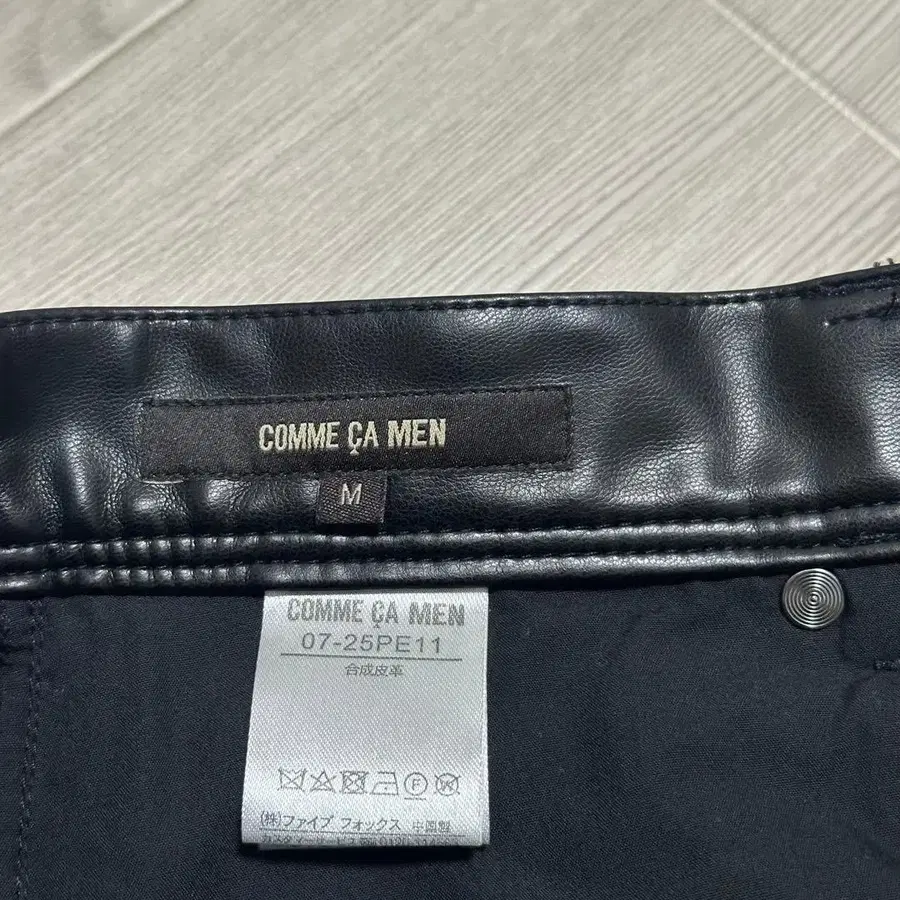 COMME ÇA MEN
M
COMME ÇA MEN
07-25PE11
合成皮革
F W
(株)ファイブ フォックス 中国製